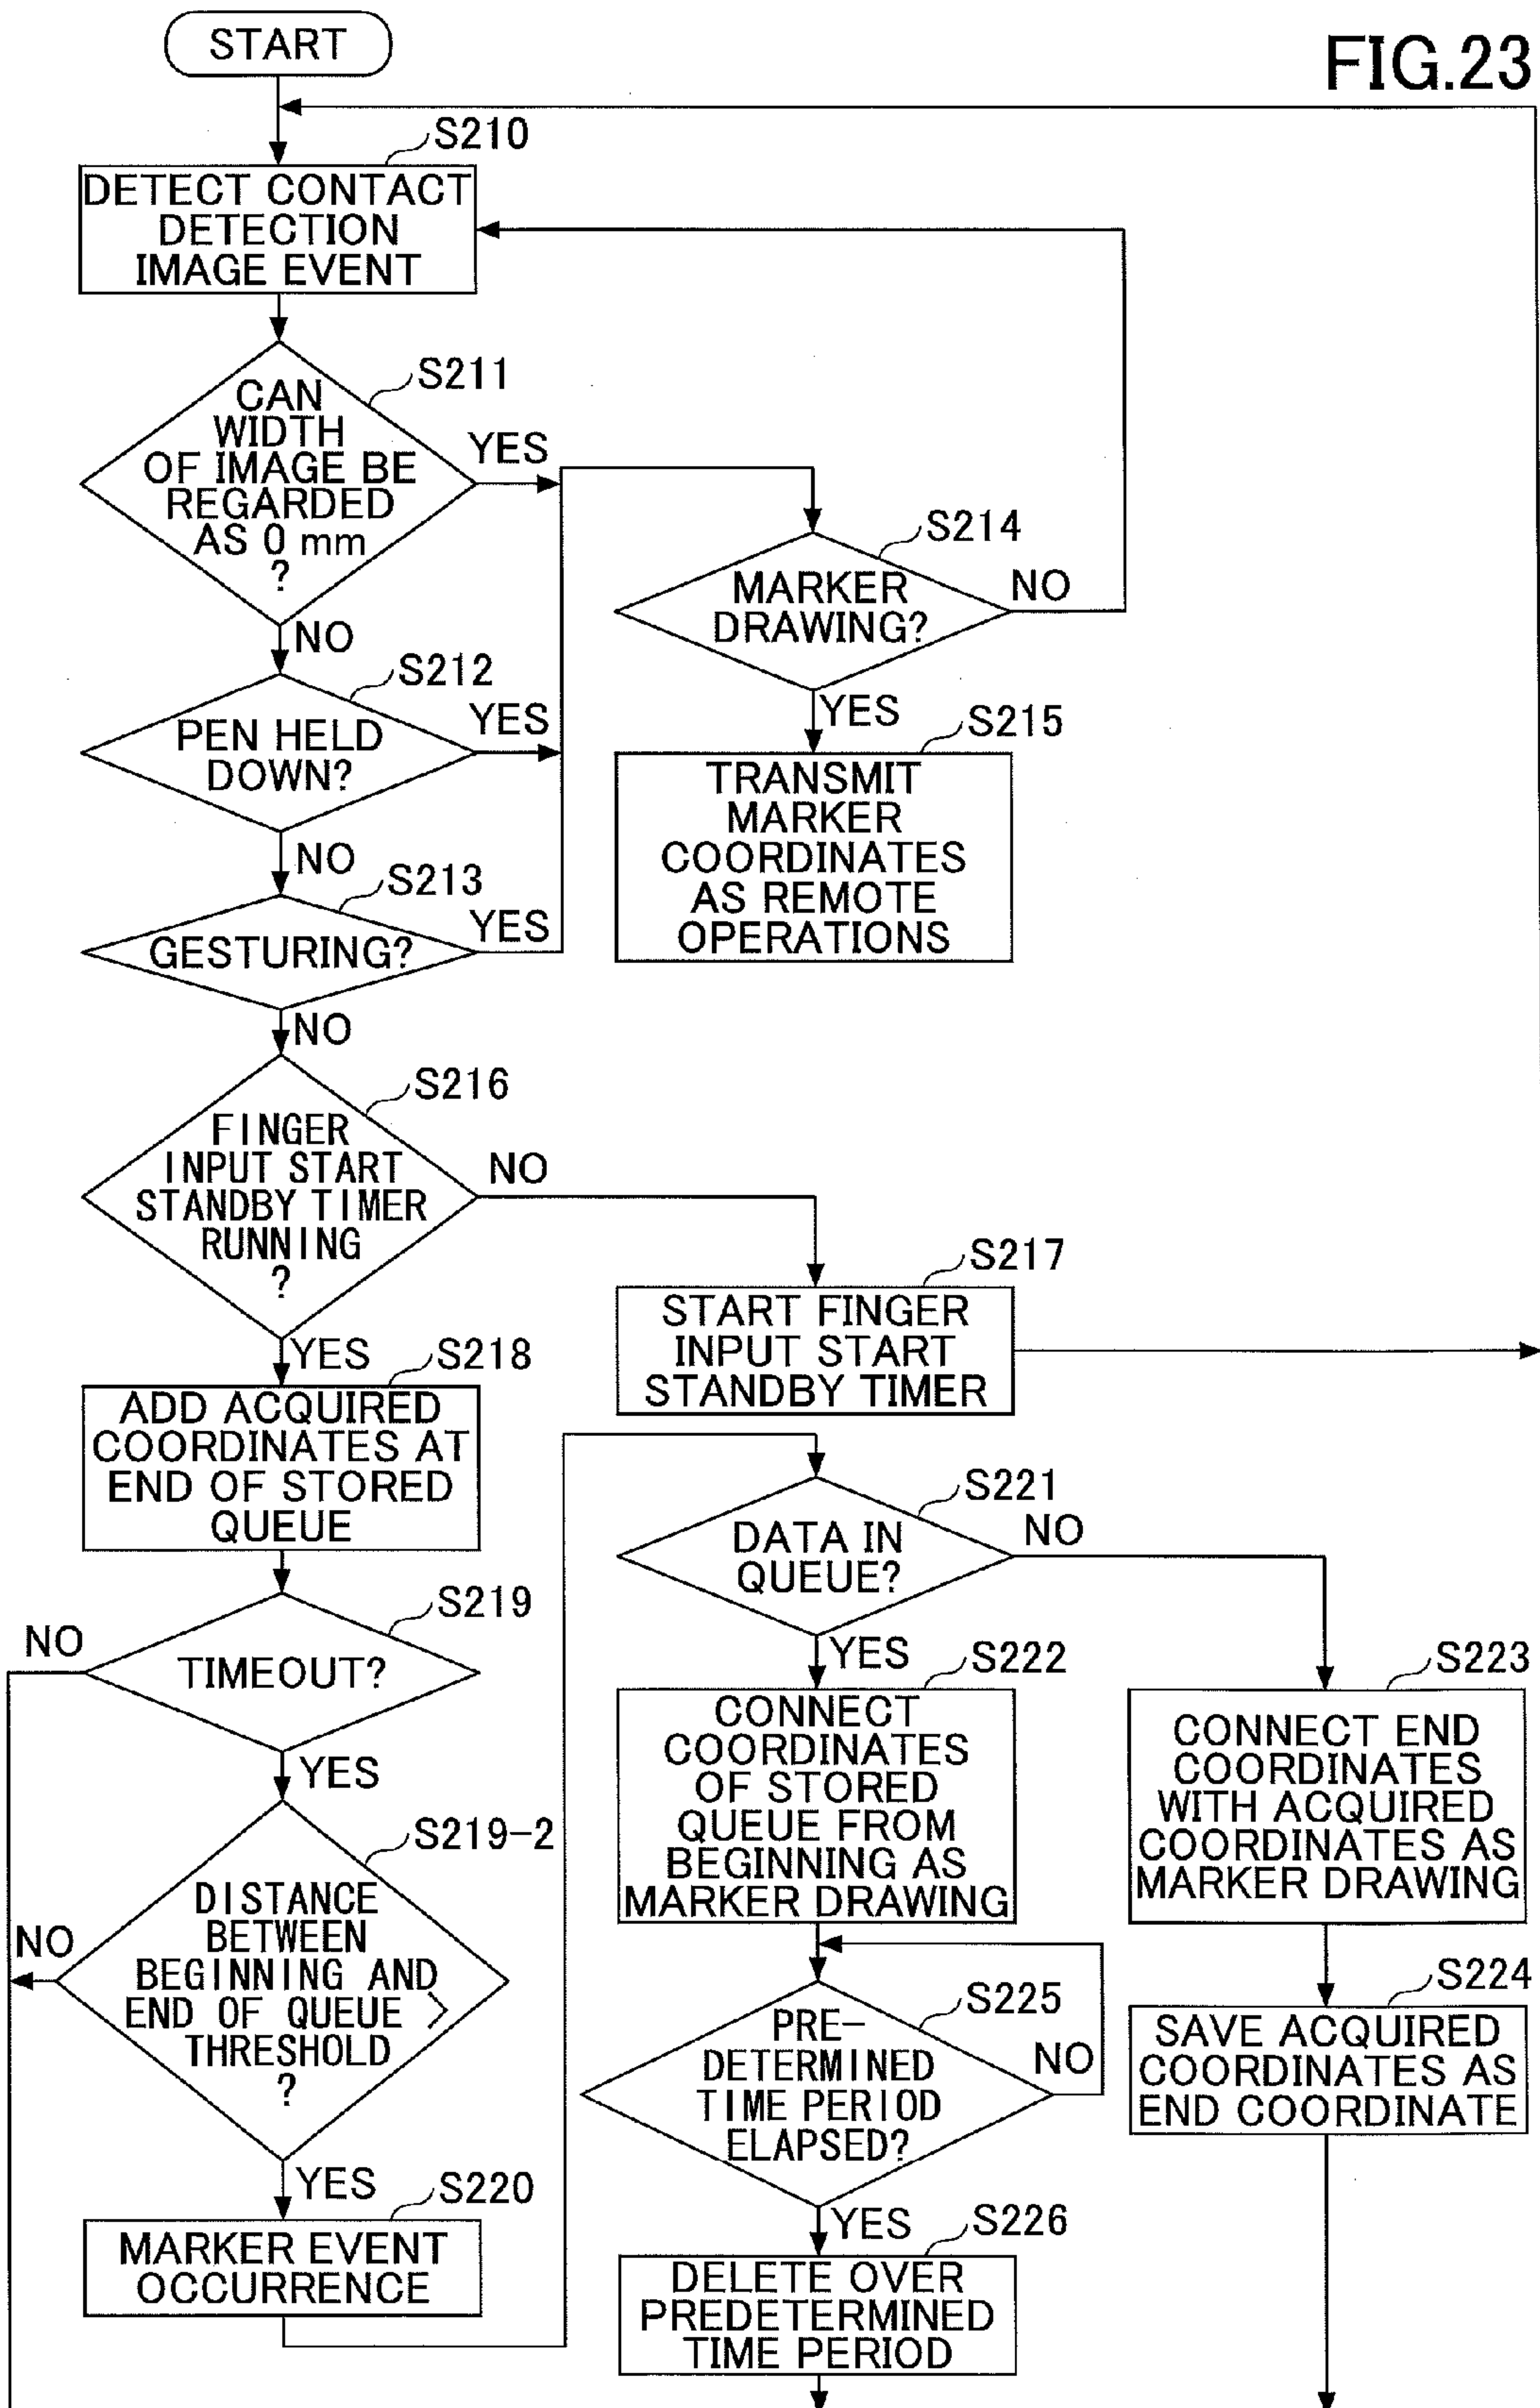 FIG.23
START
S210
DETECT CONTACT
DETECTION
IMAGE EVENT
S211
CAN
WIDTH
OF IMAGE BE
REGARDED
AS 0 mm
?
YES
NO
S212
PEN HELD
DOWN?
YES
NO
S213
GESTURING?
YES
NO
S214
MARKER
DRAWING?
NO
YES
S215
TRANSMIT
MARKER
COORDINATES
AS REMOTE
OPERATIONS
S216
FINGER
INPUT START
STANDBY TIMER
RUNNING
?
NO
YES
S217
START FINGER
INPUT START
STANDBY TIMER
S218
ADD ACQUIRED
COORDINATES AT
END OF STORED
QUEUE
S219
TIMEOUT?
NO
YES
S219-2
DISTANCE
BETWEEN
BEGINNING AND
END OF QUEUE >
THRESHOLD
?
NO
YES
S220
MARKER EVENT
OCCURRENCE
S221
DATA IN
QUEUE?
NO
YES
S222
CONNECT
COORDINATES
OF STORED
QUEUE FROM
BEGINNING AS
MARKER DRAWING
S223
CONNECT END
COORDINATES
WITH ACQUIRED
COORDINATES AS
MARKER DRAWING
S224
SAVE ACQUIRED
COORDINATES AS
END COORDINATE
S225
PRE-
DETERMINED
TIME PERIOD
ELAPSED?
NO
YES
S226
DELETE OVER
PREDETERMINED
TIME PERIOD